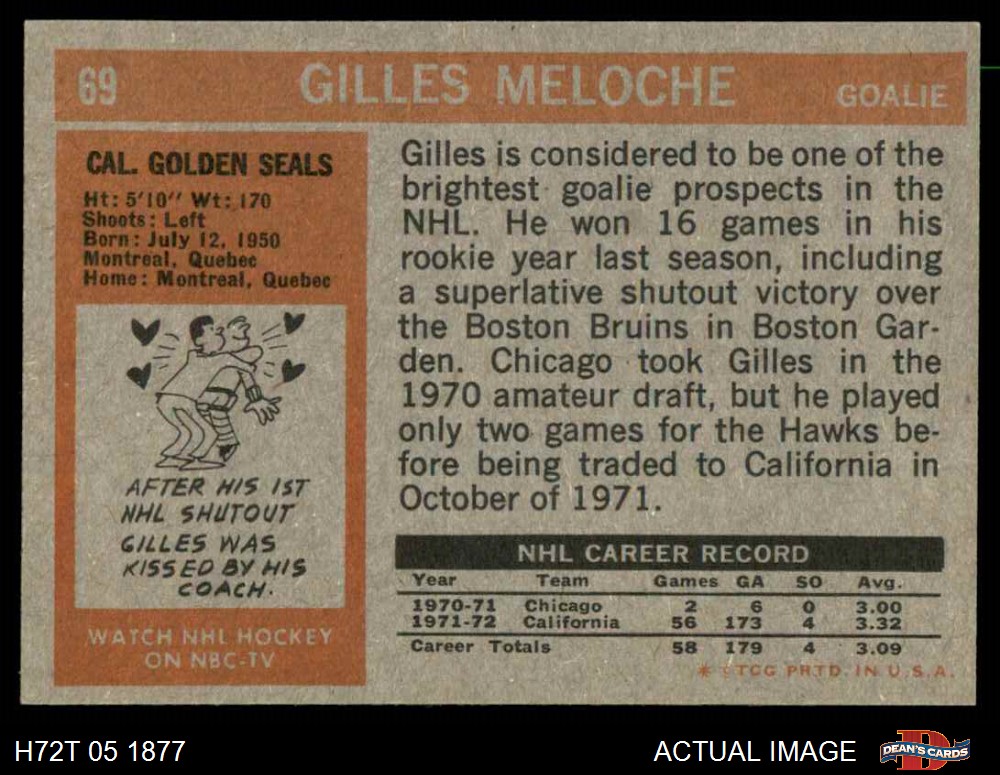 69 GILLES MELOCHE GOALIE
CAL. GOLDEN SEALS
Ht: 5'10" Wt: 170
Shoots: Left
Born: July 12, 1950
Montreal, Quebec
Home: Montreal, Quebec
AFTER HIS 1ST
NHL SHUTOUT
GILLES WAS
KISSED BY HIS
COACH.
WATCH NHL HOCKEY
ON NBC-TV
Gilles is considered to be one of the
brightest goalie prospects in the
NHL. He won 16 games in his
rookie year last season, including
a superlative shutout victory over
the Boston Bruins in Boston Gar-
den. Chicago took Gilles in the
1970 amateur draft, but he played
only two games for the Hawks be-
fore being traded to California in
October of 1971.
NHL CAREER RECORD
Year Team Games GA SO Avg.
1970-71 Chicago 2 6 0 3.00
1971-72 California 56 173 4 3.32
Career Totals 58 179 4 3.09
* © TCG PRTD. IN U.S.A.
H72T 05 1877
ACTUAL IMAGE
DEAN'S CARDS